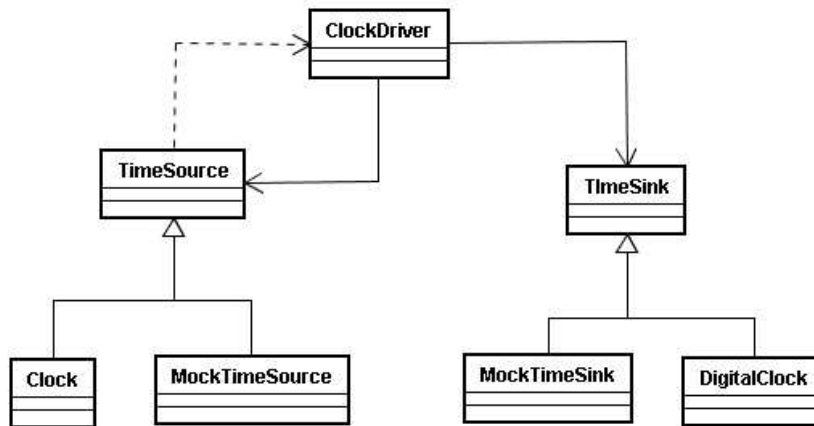 ClockDriver
TimeSource
TImeSink
Clock
MockTimeSource
MockTimeSink
DigitalClock